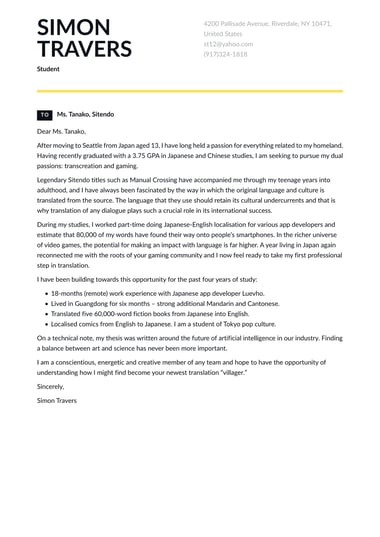 SIMON
TRAVERS
Student
4200 Pallisade Avenue, Riverdale, NY 10471,
United States
st12@yahoo.com
(917)324-1818
TO Ms. Tanako, Sitendo
Dear Ms. Tanako,
After moving to Seattle from Japan aged 13, I have long held a passion for everything related to my homeland.
Having recently graduated with a 3.75 GPA in Japanese and Chinese studies, I am seeking to pursue my dual
passions: transcreation and gaming.
Legendary Sitendo titles such as Manual Crossing have accompanied me through my teenage years into
adulthood, and I have always been fascinated by the way in which the original language and culture is
translated from the source. The language that they use should retain its cultural undercurrents and that is
why translation of any dialogue plays such a crucial role in its international success.
During my studies, I worked part-time doing Japanese-English localisation for various app developers and
estimate that 80,000 of my words have found their way onto people's smartphones. In the richer universe
of video games, the potential for making an impact with language is far higher. A year living in Japan again
reconnected me with the roots of your gaming community and I now feel ready to take my first professional
step in translation.
I have been building towards this opportunity for the past four years of study:
• 18-months (remote) work experience with Japanese app developer Luevho.
• Lived in Guangdong for six months – strong additional Mandarin and Cantonese.
• Translated five 60,000-word fiction books from Japanese into English.
• Localised comics from English to Japanese. I am a student of Tokyo pop culture.
On a technical note, my thesis was written around the future of artificial intelligence in our industry. Finding
a balance between art and science has never been more important.
I am a conscientious, energetic and creative member of any team and hope to have the opportunity of
understanding how I might find become your newest translation "villager."
Sincerely,
Simon Travers